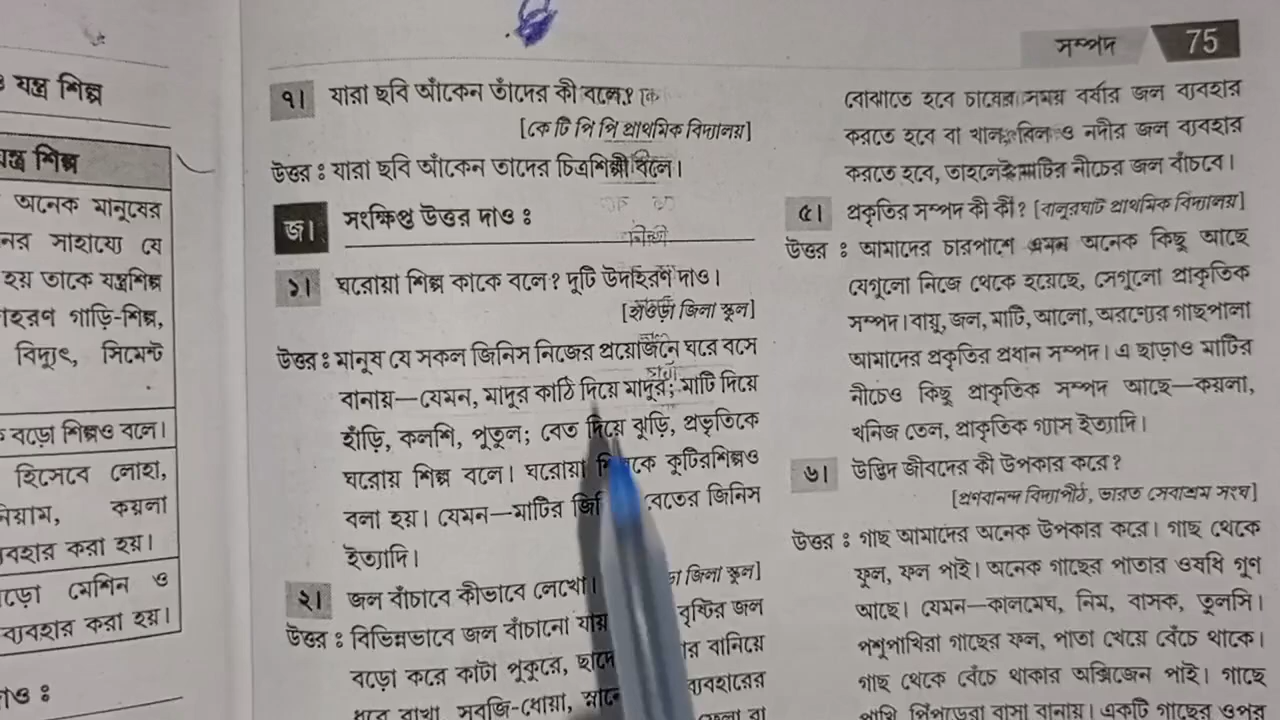 যন্ত্র শিল্প
যন্ত্র শিল্প
অনেক মানুষের
সাহায্যে যে
হয় তাকে যন্ত্রশিল্প
গাড়ি-শিল্প,
বিদ্যুৎ, সিমেন্ট
বড়ো শিল্পও বলে।
হিসেবে লোহা,
কয়লা
করা হয়।
মেশিন ও
ব্যবহার করা হয়।
সম্পদ 75
৭। যারা ছবি আঁকেন তাঁদের কী বলে?
[কে টি পি পি প্রাথমিক বিদ্যালয়]
উত্তর : যারা ছবি আঁকেন তাদের চিত্রশিল্পী বলে।
জ। সংক্ষিপ্ত উত্তর দাও :
১। ঘরোয়া শিল্প কাকে বলে? দুটি উদাহরণ দাও।
[হাওড়া জিলা স্কুল]
উত্তর : মানুষ যে সকল জিনিস নিজের প্রয়োজনে ঘরে বসে
বানায়—যেমন, মাদুর কাঠি দিয়ে মাদুর; মাটি দিয়ে
হাঁড়ি, কলশি, পুতুল; বেত দিয়ে ঝুড়ি, প্রভৃতিকে
ঘরোয় শিল্প বলে। ঘরোয়া কুটিরশিল্পও
বলা হয়। যেমন—মাটির বেতের জিনিস
ইত্যাদি।
২। জল বাঁচাবে কীভাবে লেখো। জিলা স্কুল]
উত্তর : বিভিন্নভাবে জল বাঁচানো যায় বৃষ্টির জল
বড়ো করে কাটা পুকুরে, বানিয়ে
ধরে রাখা, সবজি-ধোয়া, ব্যবহারের
বোঝাতে হবে চাষের সময় বর্ষার জল ব্যবহার
করতে হবে বা খাল, বিল ও নদীর জল ব্যবহার
করতে হবে, তাহলেই মাটির নীচের জল বাঁচবে।
৫। প্রকৃতির সম্পদ কী কী? [বালুরঘাট প্রাথমিক বিদ্যালয়]
উত্তর : আমাদের চারপাশে এমন অনেক কিছু আছে
যেগুলো নিজে থেকে হয়েছে, সেগুলো প্রাকৃতিক
সম্পদ। বায়ু, জল, মাটি, আলো, অরণ্যের গাছপালা
আমাদের প্রকৃতির প্রধান সম্পদ। এ ছাড়াও মাটির
নীচেও কিছু প্রাকৃতিক সম্পদ আছে—কয়লা,
খনিজ তেল, প্রাকৃতিক গ্যাস ইত্যাদি।
৬। উদ্ভিদ জীবদের কী উপকার করে?
[প্রণবানন্দ বিদ্যাপীঠ, ভারত সেবাশ্রম সংঘ]
উত্তর : গাছ আমাদের অনেক উপকার করে। গাছ থেকে
ফুল, ফল পাই। অনেক গাছের পাতার ওষধি গুণ
আছে। যেমন—কালমেঘ, নিম, বাসক, তুলসি।
পশুপাখিরা গাছের ফল, পাতা খেয়ে বেঁচে থাকে।
গাছ থেকে বেঁচে থাকার অক্সিজেন পাই। গাছে
পাখি পিঁপড়েরা বাসা বানায়। একটি গাছের ওপর